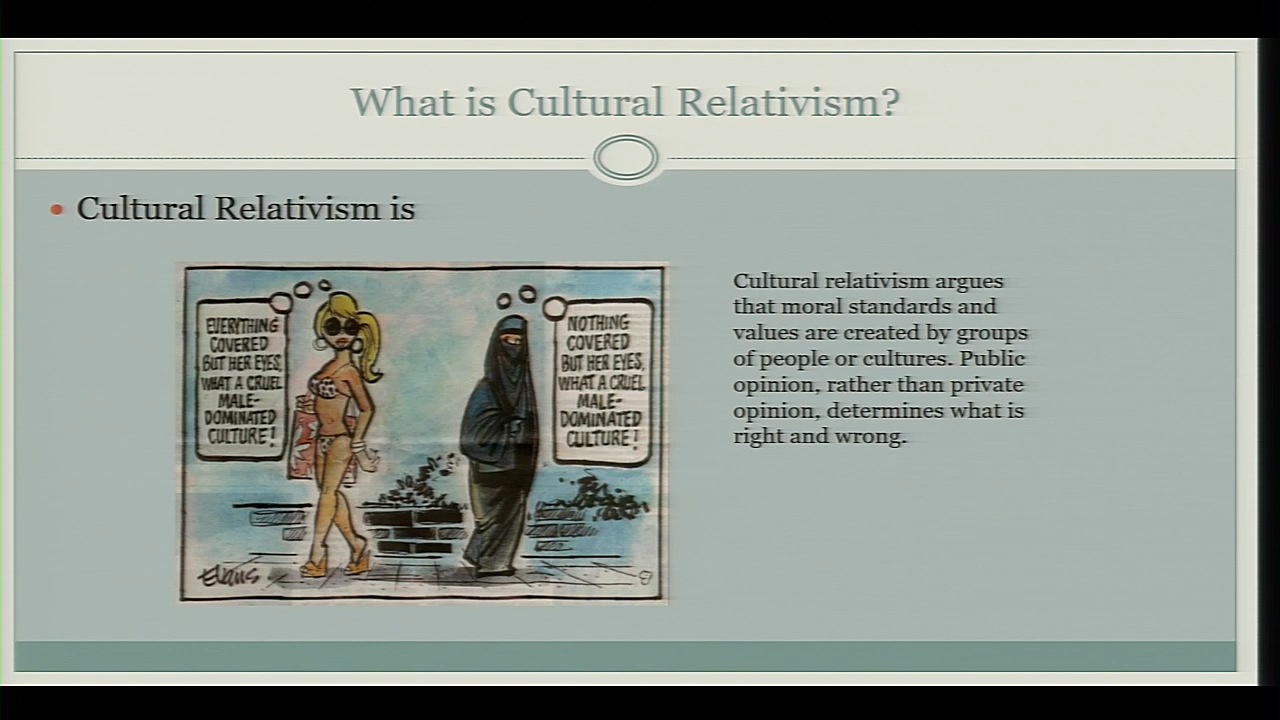 What is Cultural Relativism?
Cultural Relativism is
EVERYTHING
COVERED
BUT HER EYES,
WHAT A CRUEL
MALE-
DOMINATED
CULTURE!
NOTHING
COVERED
BUT HER EYES,
WHAT A CRUEL
MALE-
DOMINATED
CULTURE!
Evans
Cultural relativism argues
that moral standards and
values are created by groups
of people or cultures. Public
opinion, rather than private
opinion, determines what is
right and wrong.